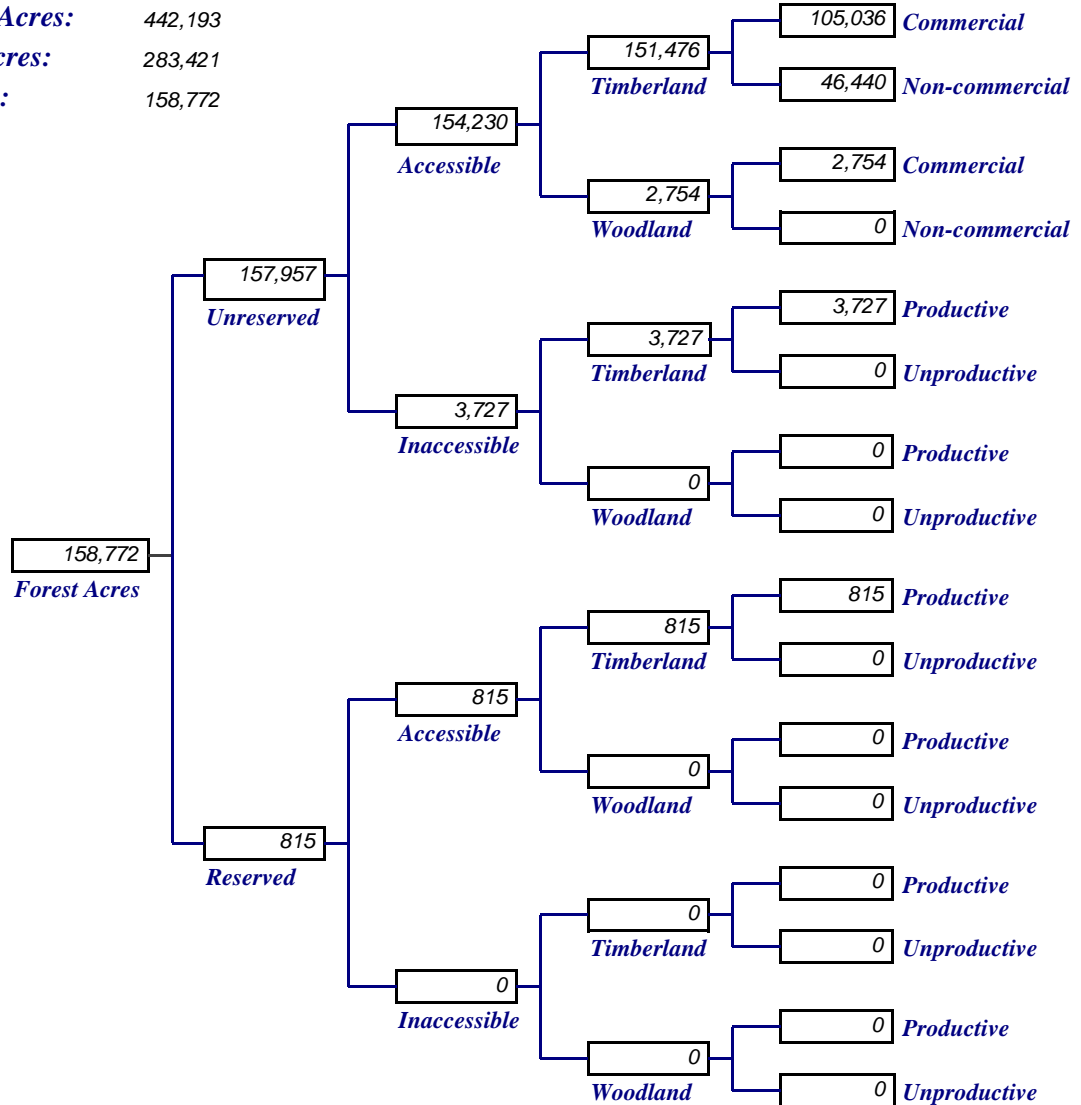 Acres: 442,193
cres: 283,421
: 158,772
105,036 Commercial
151,476
Timberland
46,440 Non-commercial
154,230
Accessible
2,754 Commercial
2,754
Woodland
0 Non-commercial
157,957
Unreserved
3,727 Productive
3,727
Timberland
0 Unproductive
3,727
Inaccessible
0 Productive
0
Woodland
0 Unproductive
158,772
Forest Acres
815 Productive
815
Timberland
0 Unproductive
815
Accessible
0 Productive
0
Woodland
0 Unproductive
815
Reserved
0 Productive
0
Timberland
0 Unproductive
0
Inaccessible
0 Productive
0
Woodland
0 Unproductive